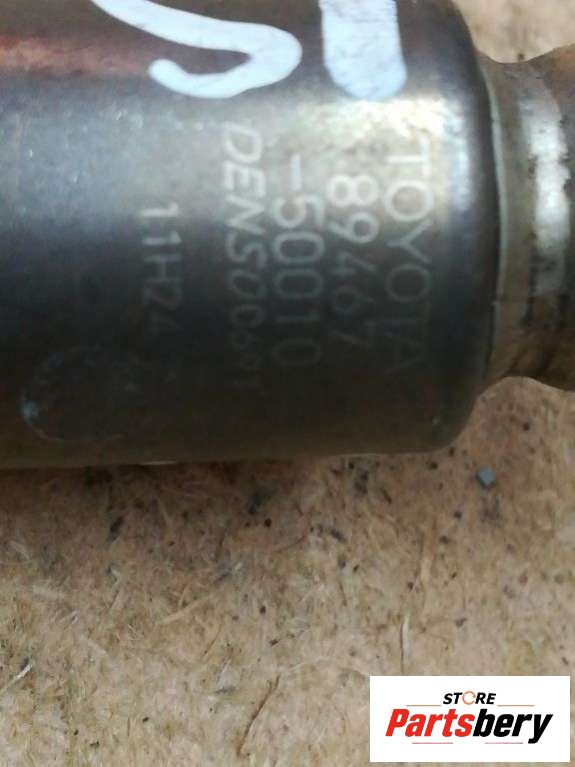 TOYOTA
89467
-50010
DENSO
11H24
STORE
Partsbery